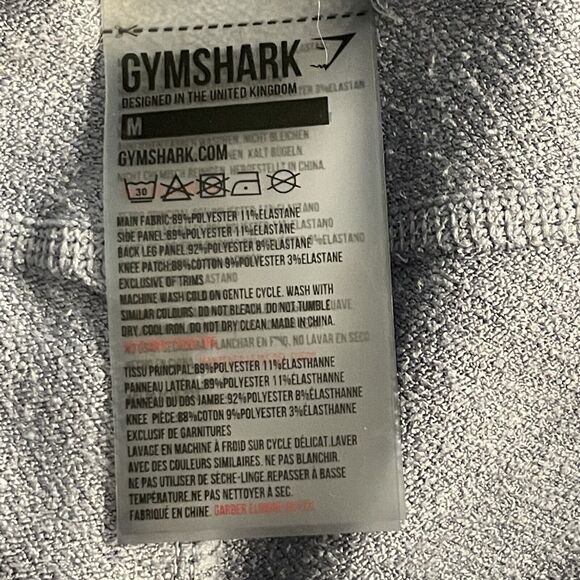 GYMSHARK
DESIGNED IN THE UNITED KINGDOM
M
GYMSHARK.COM
30
MAIN FABRIC:89%POLYESTER 11%ELASTANE
SIDE PANEL:89%POLYESTER 11%ELASTANE
BACK LEG PANEL:92%POLYESTER 8%ELASTANE
KNEE PATCH:88%COTTON 9%POLYESTER 3%ELASTANE
EXCLUSIVE OF TRIMS
MACHINE WASH COLD ON GENTLE CYCLE. WASH WITH
SIMILAR COLOURS. DO NOT BLEACH. DO NOT TUMBLE
DRY. COOL IRON. DO NOT DRY CLEAN. MADE IN CHINA.
TISSU PRINCIPAL:89%POLYESTER 11%ÉLASTHANNE
PANNEAU LATÉRAL:89%POLYESTER 11%ÉLASTHANNE
PANNEAU DU DOS JAMBE:92%POLYESTER 8%ÉLASTHANNE
KNEE PIÈCE:88%COTON 9%POLYESTER 3%ÉLASTHANNE
EXCLUSIF DE GARNITURES
LAVAGE EN MACHINE À FROID SUR CYCLE DÉLICAT.LAVER
AVEC DES COULEURS SIMILAIRES. NE PAS BLANCHIR.
NE PAS UTILISER DE SÈCHE-LINGE.REPASSER À BASSE
TEMPÉRATURE.NE PAS NETTOYER À SEC.
FABRIQUÉ EN CHINE.